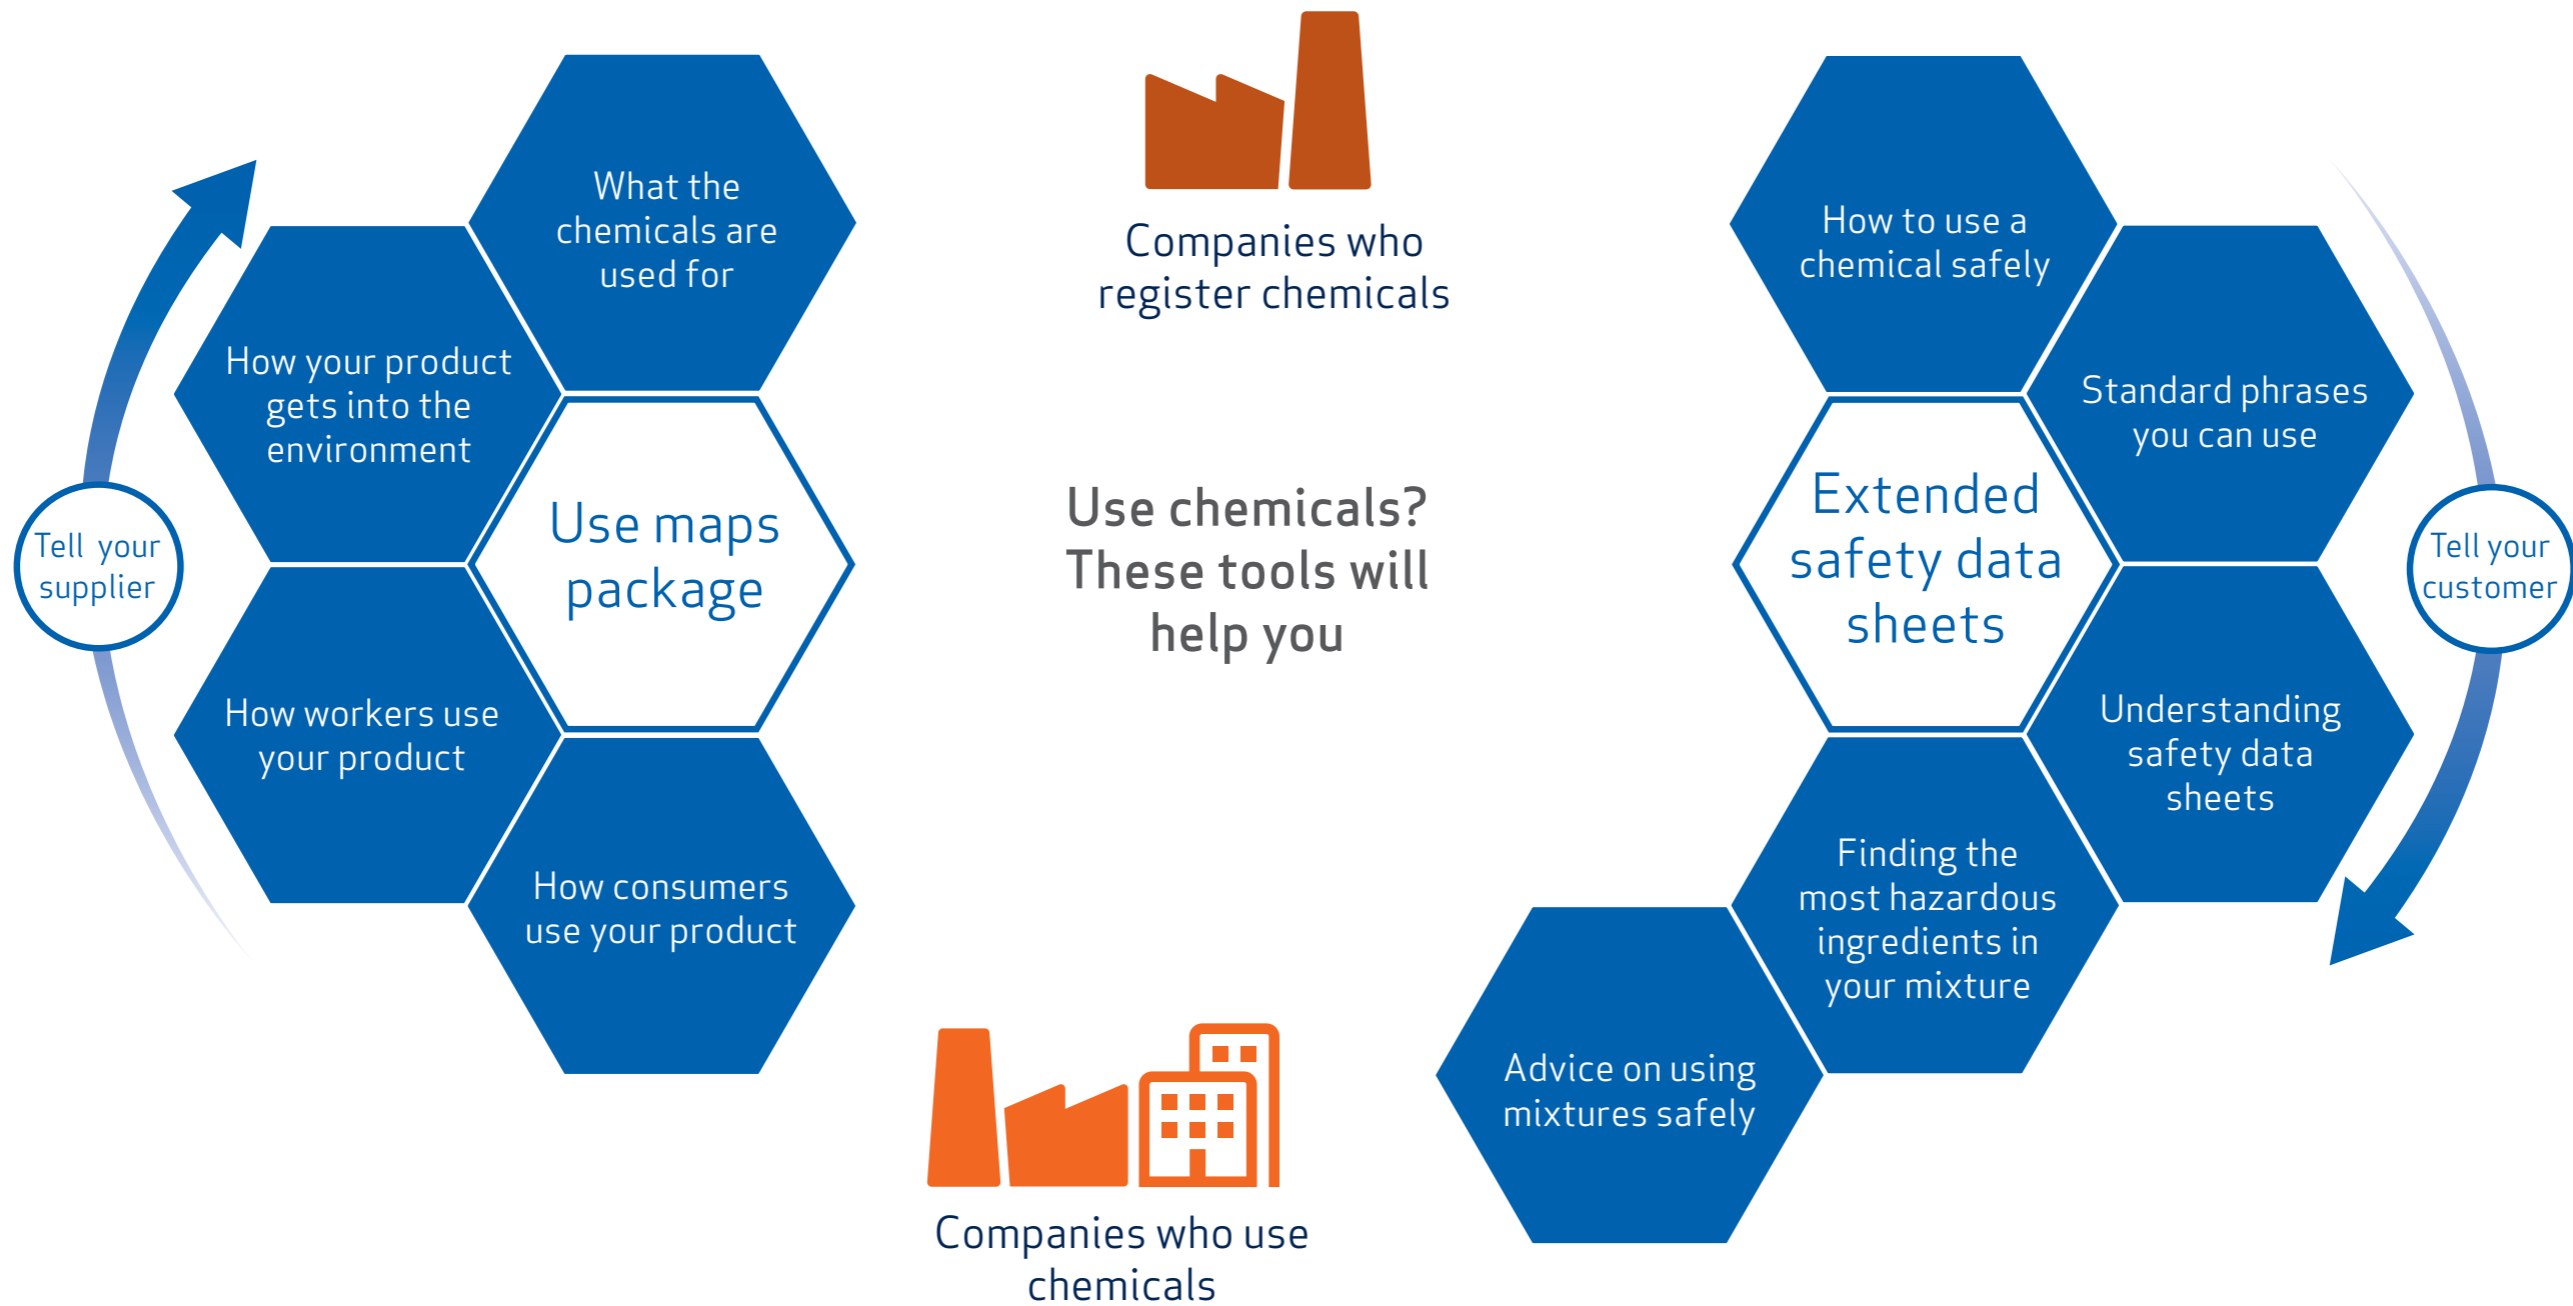 Companies who
register chemicals
Use chemicals?
These tools will
help you
Companies who use
chemicals
Tell your
supplier
Use maps
package
What the
chemicals are
used for
How your product
gets into the
environment
How workers use
your product
How consumers
use your product
Extended
safety data
sheets
How to use a
chemical safely
Standard phrases
you can use
Understanding
safety data
sheets
Finding the
most hazardous
ingredients in
your mixture
Advice on using
mixtures safely
Tell your
customer